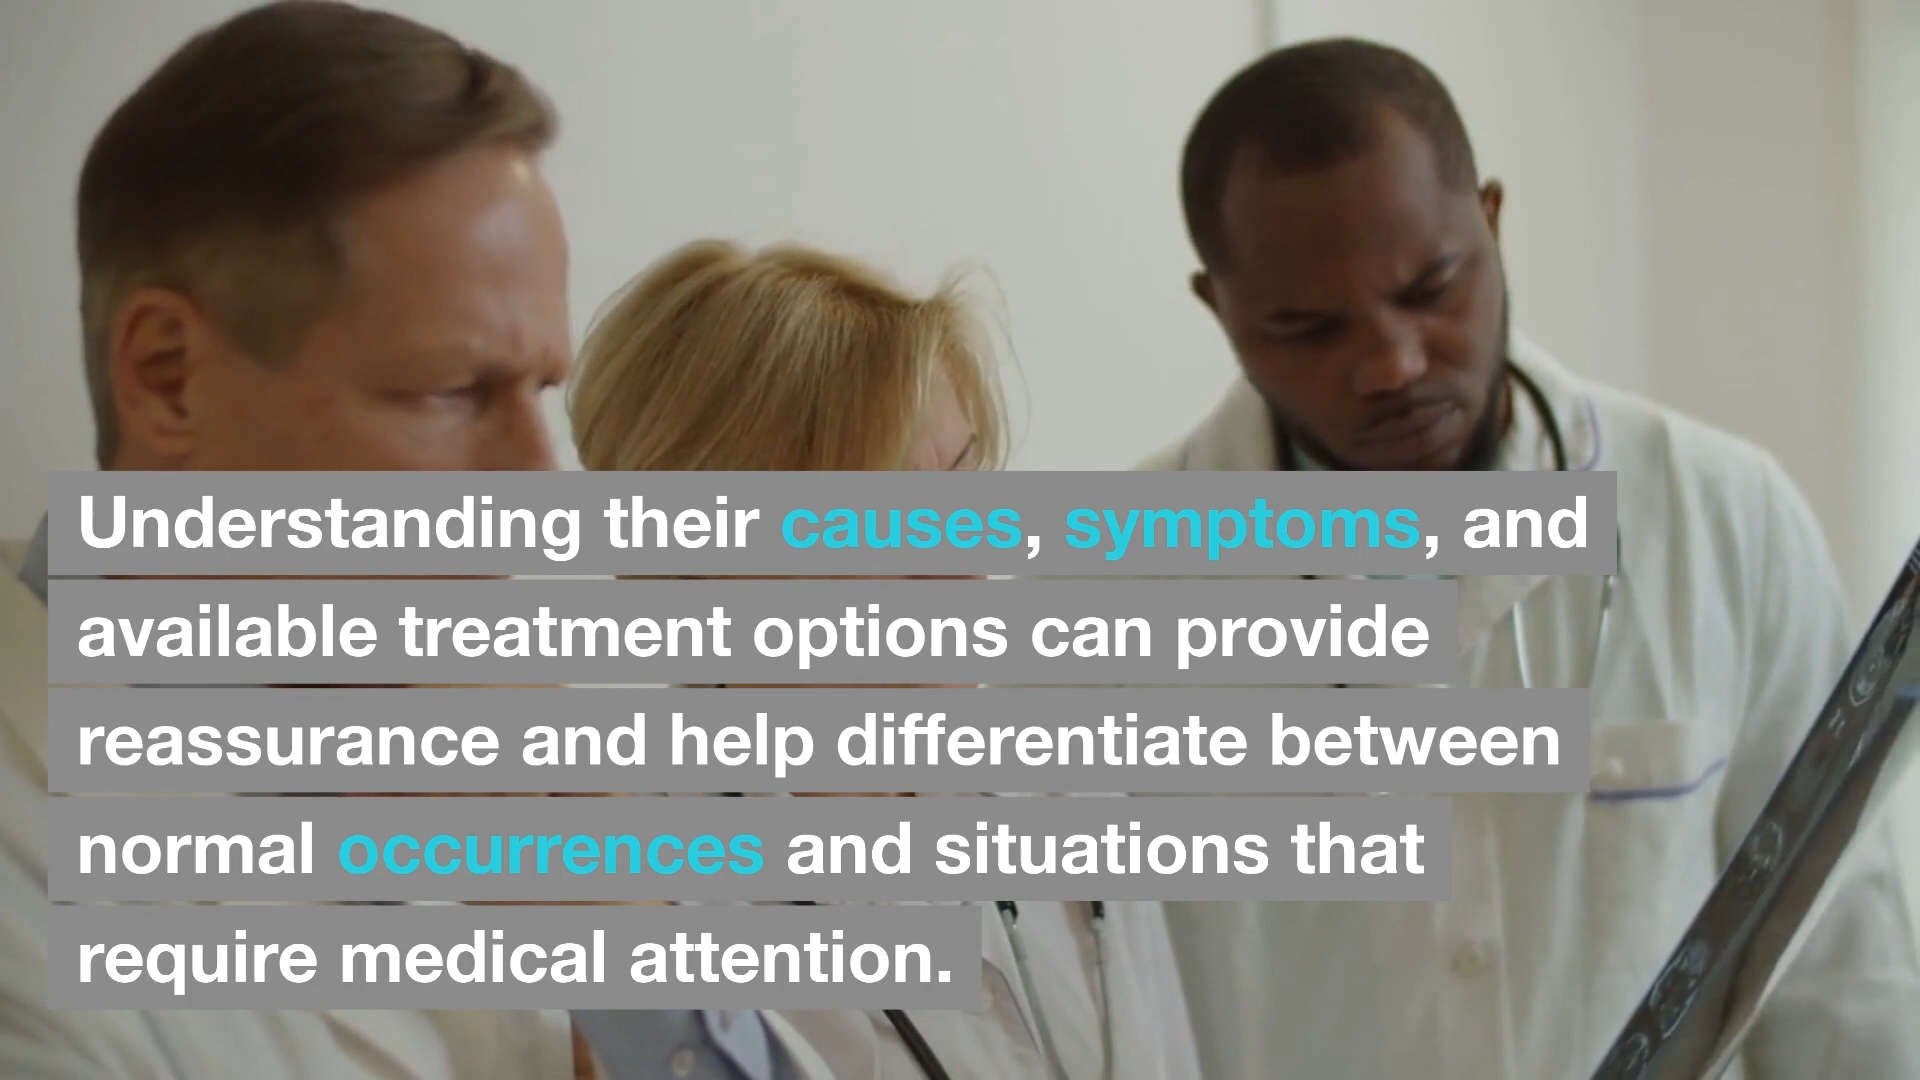 Understanding their causes, symptoms, and
available treatment options can provide
reassurance and help differentiate between
normal occurrences and situations that
require medical attention.